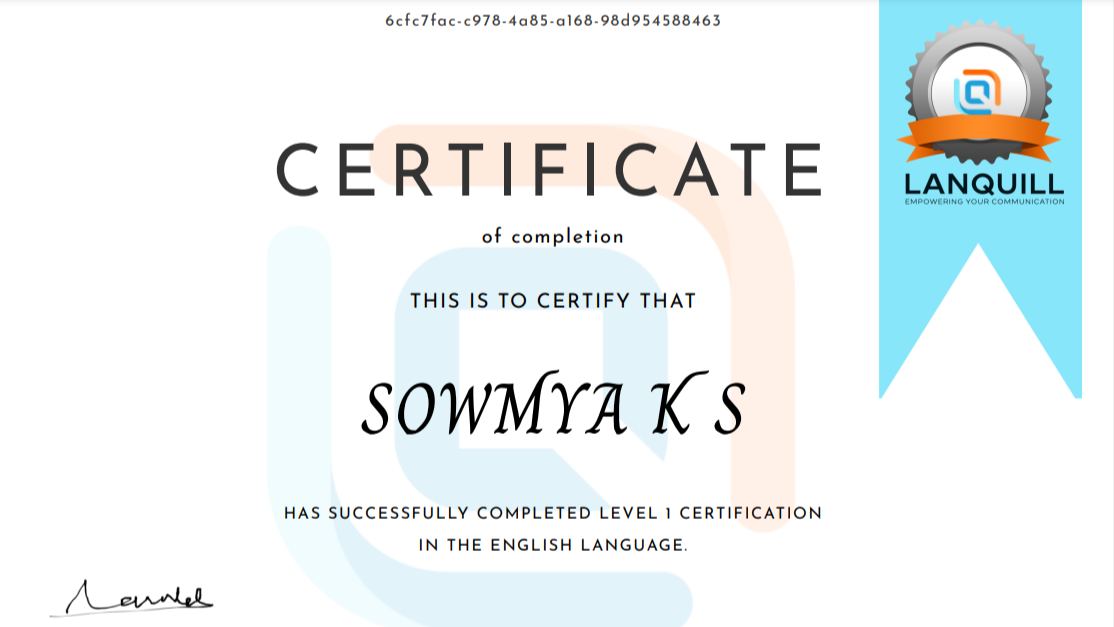 6cfc7fac-c978-4a85-a168-98d954588463
LANQUILL
EMPOWERING YOUR COMMUNICATION
CERTIFICATE
of completion
THIS IS TO CERTIFY THAT
SOWMYA K S
HAS SUCCESSFULLY COMPLETED LEVEL 1 CERTIFICATION
IN THE ENGLISH LANGUAGE.